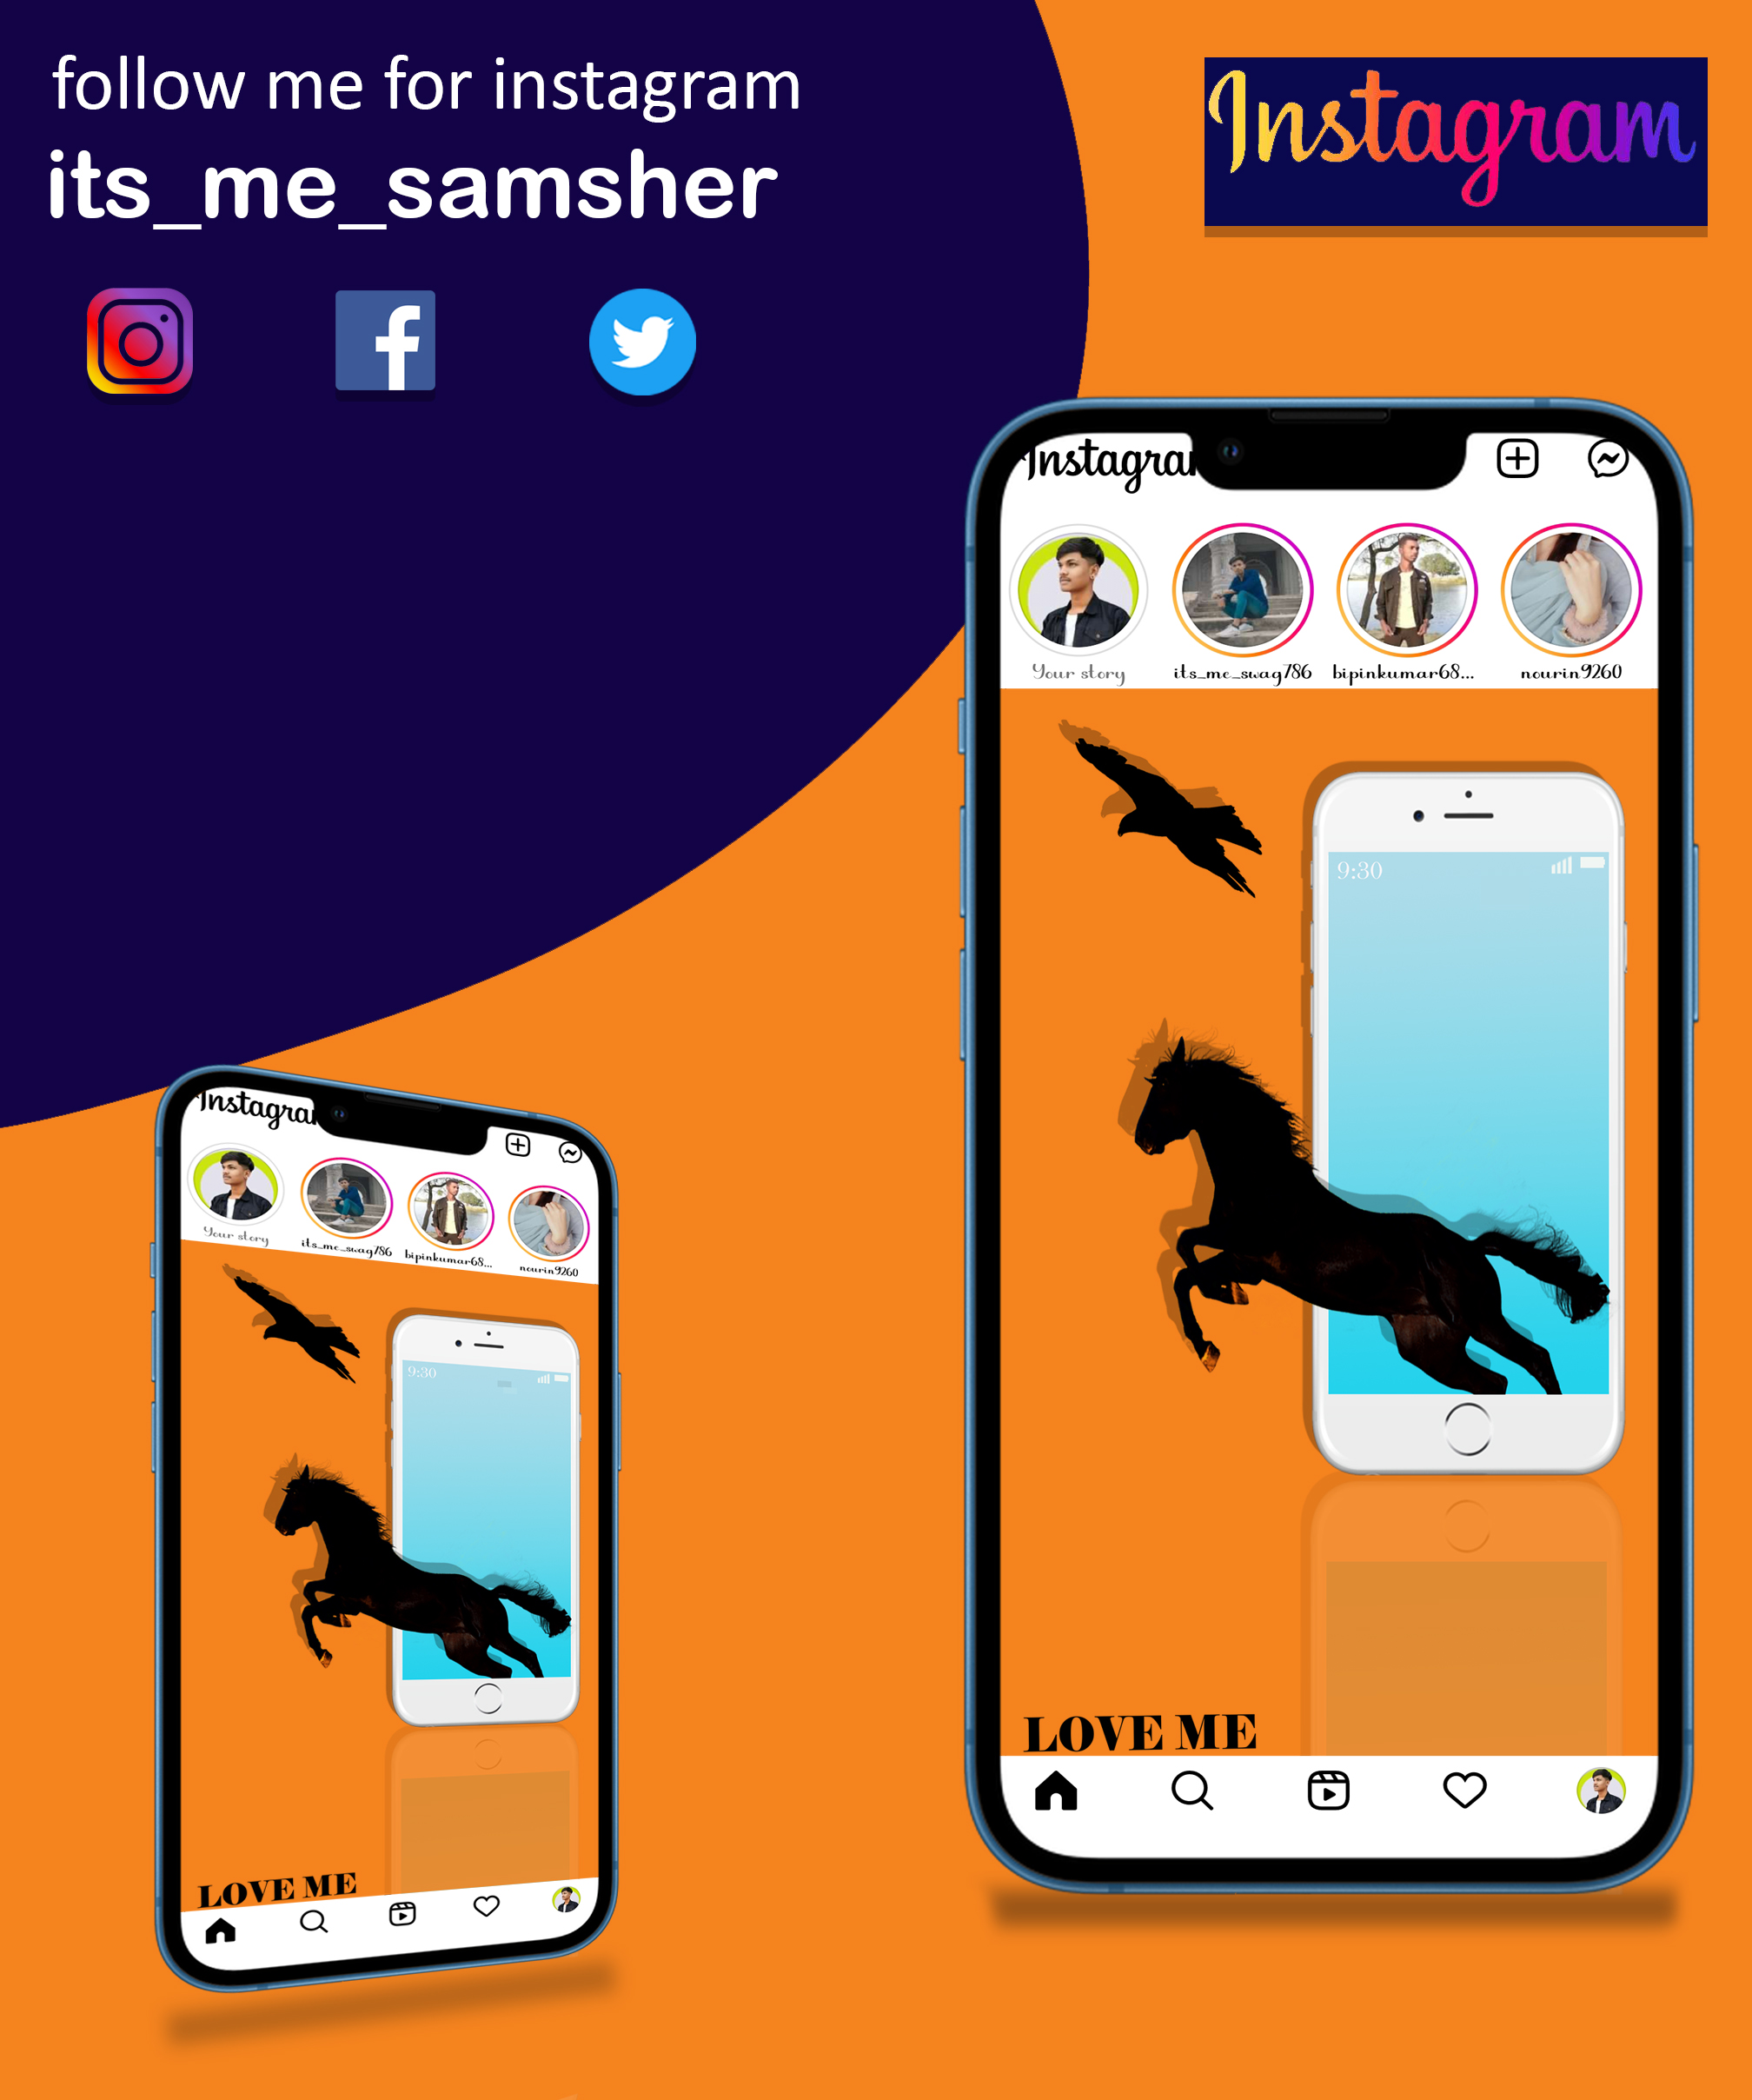 follow me for instagram
its_me_samsher
Instagram
Instagra
Your story
its_me_swag786
bipinkumar68...
nourin9260
9:30
LOVE ME
Instagra
Your story
its_me_swag786
bipinkumar68...
nourin9260
9:30
LOVE ME